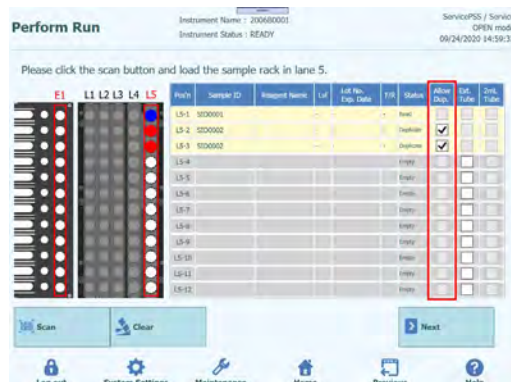 Perform Run
Instrument Name : 200680001
Instrument Status : READY
ServicePSS / Servic
OPEN mod
09/24/2020 14:59:3
Please click the scan button and load the sample rack in lane 5.
E1 L1 L2 L3 L4 L5
Pos'n Sample ID Reagent Name Lvl Lot No. Exp. Date T/R Status Allow Dup. Ext. Tube 2mL Tube
L5-1 SID0001 - - Read
L5-2 SID0002 - - Duplicate
L5-3 SID0002 - - Duplicate
L5-4 Empty
L5-5 Empty
L5-6 Empty
L5-7 Empty
L5-8 Empty
L5-9 Empty
L5-10 Empty
L5-11 Empty
L5-12 Empty
Scan Clear Next
Log out System Settings Maintenance Home Previous Help